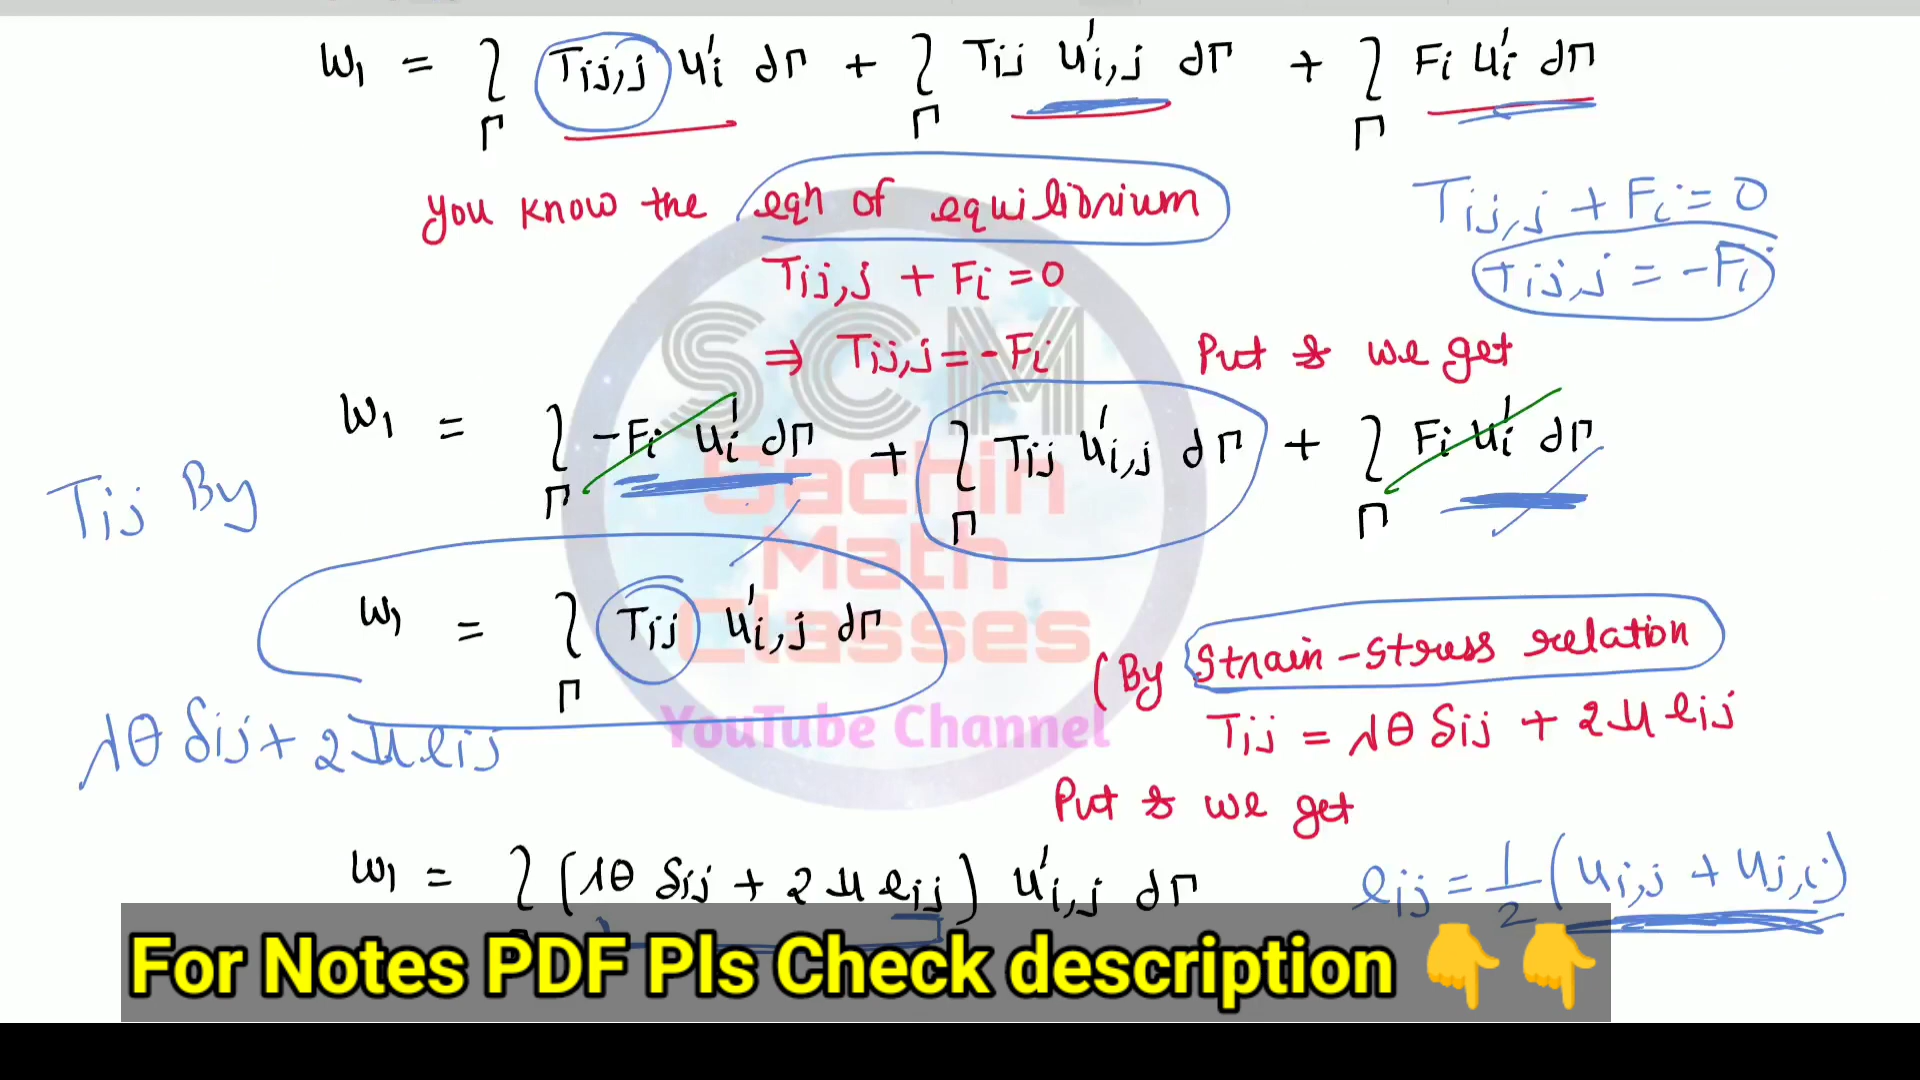 W₁ = ∫_Γ Tij,j u'i dΓ + ∫_Γ Tij u'i,j dΓ + ∫_Γ Fi u'i dΓ
You know the eqn of equilibrium
Tij,j + Fi = 0
Tij,j = -Fi
Tij,j + Fi = 0
⇒ Tij,j = -Fi Put & we get
W₁ = ∫_Γ -Fi u'i dΓ + ∫_Γ Tij u'i,j dΓ + ∫_Γ Fi u'i dΓ
Tij By
W₁ = ∫_Γ Tij u'i,j dΓ
(By Strain-stress relation
Tij = λθ δij + 2μ eij
λθ δij + 2μ eij
Put & we get
W₁ = ∫ (λθ δij + 2μ eij) u'i,j dΓ
eij = 1/2 (ui,j + uj,i)
SCM
Sachin
Math
Classes
YouTube Channel
For Notes PDF Pls Check description 👇👇